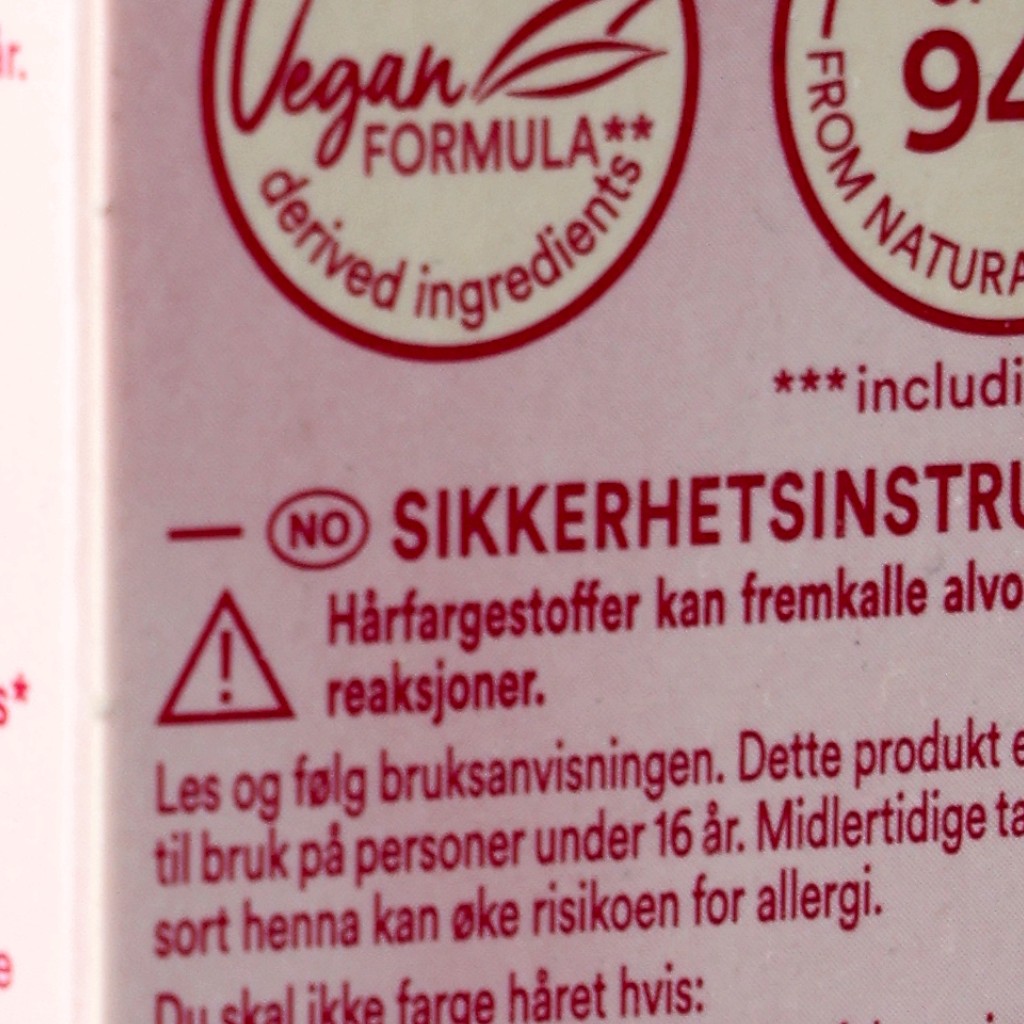 år.
Vegan
FORMULA**
derived ingredients
94
FROM NATURA
***includi
NO SIKKERHETSINSTRU
Hårfargestoffer kan fremkalle alvo
reaksjoner.
Les og følg bruksanvisningen. Dette produkt e
til bruk på personer under 16 år. Midlertidige ta
sort henna kan øke risikoen for allergi.
Du skal ikke farge håret hvis:
s*
e